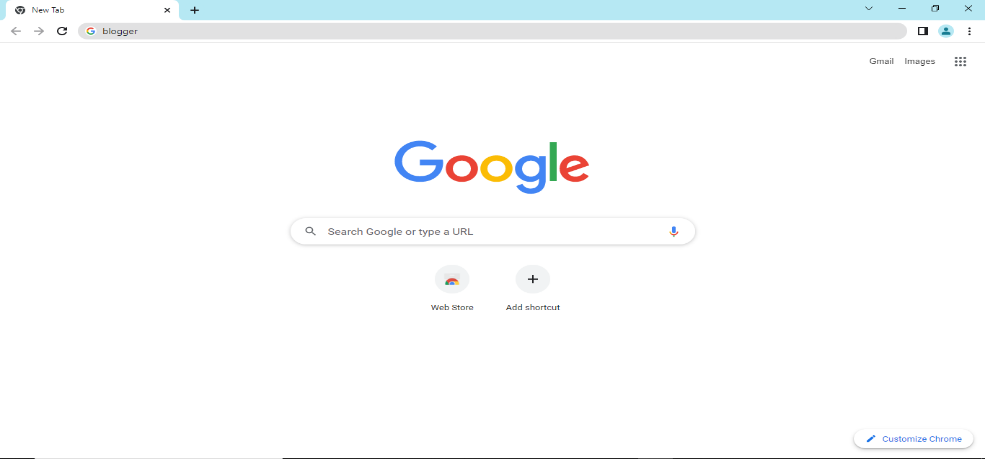 New Tab
blogger
Gmail Images
Google
Search Google or type a URL
Web Store Add shortcut
Customize Chrome